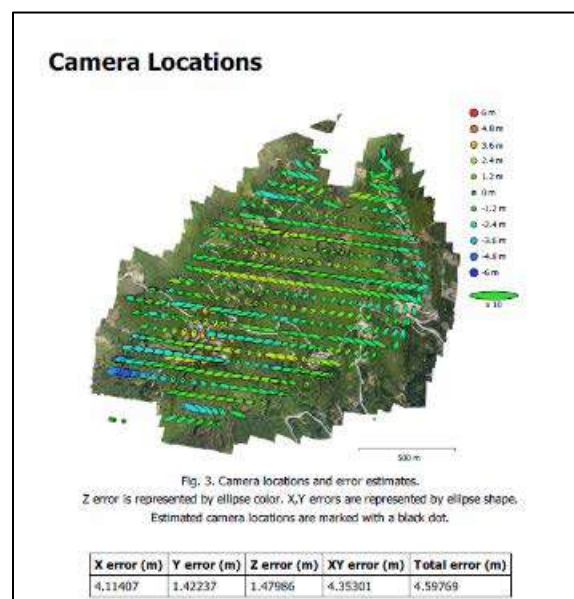 Camera Locations
6 m
4.8 m
3.6 m
2.4 m
1.2 m
0 m
-1.2 m
-2.4 m
-3.6 m
-4.8 m
-6 m
x 10
500 m
Fig. 3. Camera locations and error estimates.
Z error is represented by ellipse color. X,Y errors are represented by ellipse shape.
Estimated camera locations are marked with a black dot.
X error (m) Y error (m) Z error (m) XY error (m) Total error (m)
4.11407 1.42237 1.47986 4.35301 4.59769